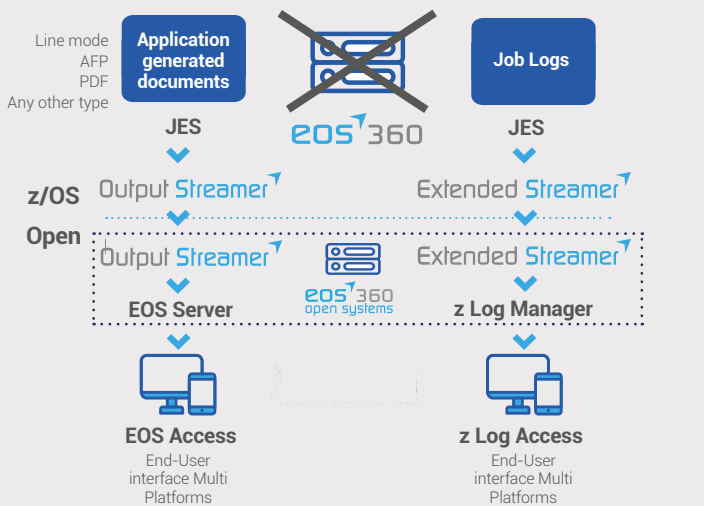 Line mode
AFP
PDF
Any other type
Application
generated
documents
Job Logs
JES
eos 360
JES
z/OS
Output Streamer
Extended Streamer
Open
Output Streamer
Extended Streamer
eos 360
open systems
EOS Server
z Log Manager
EOS Access
End-User
interface Multi
Platforms
z Log Access
End-User
interface Multi
Platforms